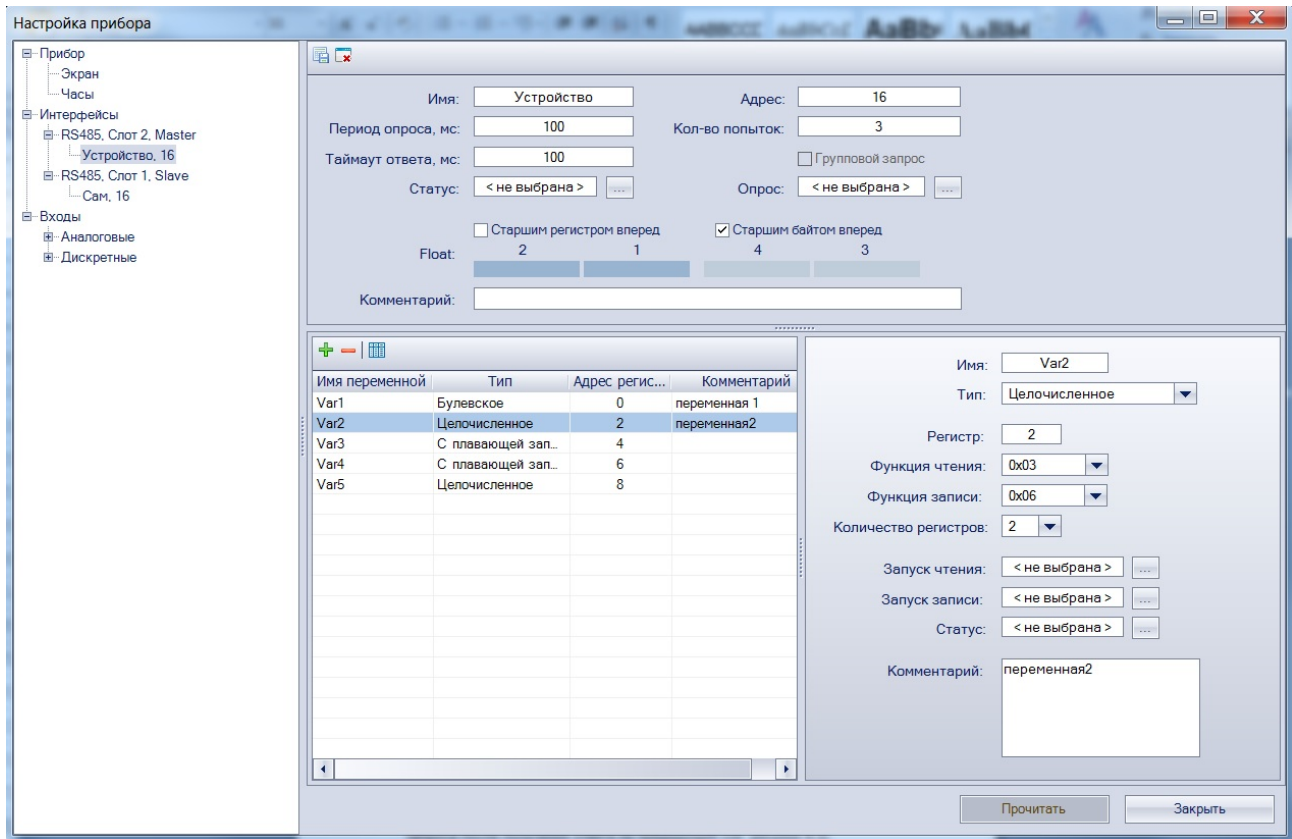 Настройка прибора
AaBb
Прибор
Экран
Часы
Интерфейсы
RS485, Слот 2, Master
Устройство, 16
RS485, Слот 1, Slave
Сам, 16
Входы
Аналоговые
Дискретные
Имя: Устройство Адрес: 16
Период опроса, мс: 100 Кол-во попыток: 3
Таймаут ответа, мс: 100 Групповой запрос
Статус: < не выбрана > ... Опрос: < не выбрана > ...
Старшим регистром вперед Старшим байтом вперед
Float: 2 1 4 3
Комментарий:
Имя переменной Тип Адрес регис... Комментарий
Var1 Булевское 0 переменная 1
Var2 Целочисленное 2 переменная2
Var3 С плавающей зап... 4
Var4 С плавающей зап... 6
Var5 Целочисленное 8
Имя: Var2
Тип: Целочисленное
Регистр: 2
Функция чтения: 0x03
Функция записи: 0x06
Количество регистров: 2
Запуск чтения: < не выбрана > ...
Запуск записи: < не выбрана > ...
Статус: < не выбрана > ...
Комментарий: переменная2
Прочитать Закрыть